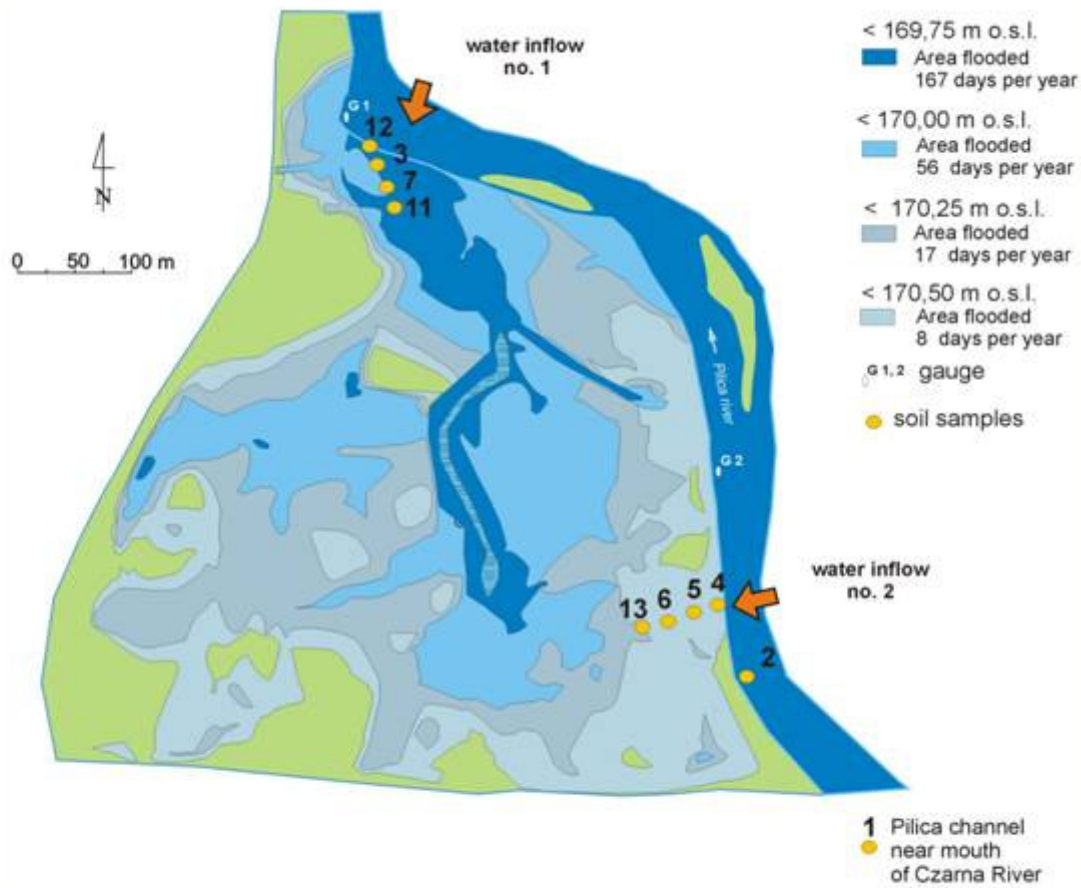 water inflow
no. 1
G 1
12
3
7
11
N
0 50 100 m
Pilica river
G 2
water inflow
no. 2
13 6 5 4
2
< 169,75 m o.s.l.
Area flooded
167 days per year
< 170,00 m o.s.l.
Area flooded
56 days per year
< 170,25 m o.s.l.
Area flooded
17 days per year
< 170,50 m o.s.l.
Area flooded
8 days per year
G 1, 2 gauge
soil samples
1 Pilica channel
near mouth
of Czarna River